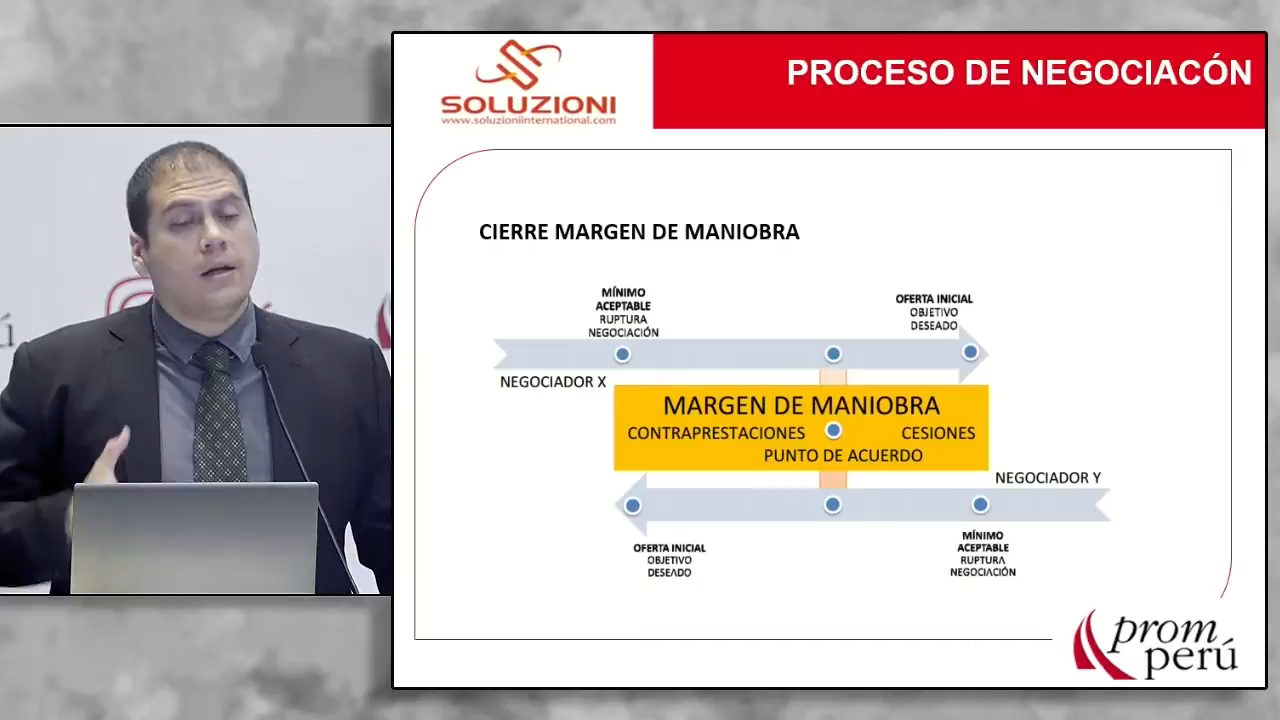 SOLUZIONI
www.soluzioniinternational.com
PROCESO DE NEGOCIACÓN
CIERRE MARGEN DE MANIOBRA
MÍNIMO
ACEPTABLE
RUPTURA
NEGOCIACIÓN
OFERTA INICIAL
OBJETIVO
DESEADO
NEGOCIADOR X
MARGEN DE MANIOBRA
CONTRAPRESTACIONES
CESIONES
PUNTO DE ACUERDO
NEGOCIADOR Y
OFERTA INICIAL
OBJETIVO
DESEADO
MÍNIMO
ACEPTABLE
RUPTURA
NEGOCIACIÓN
prom
perú